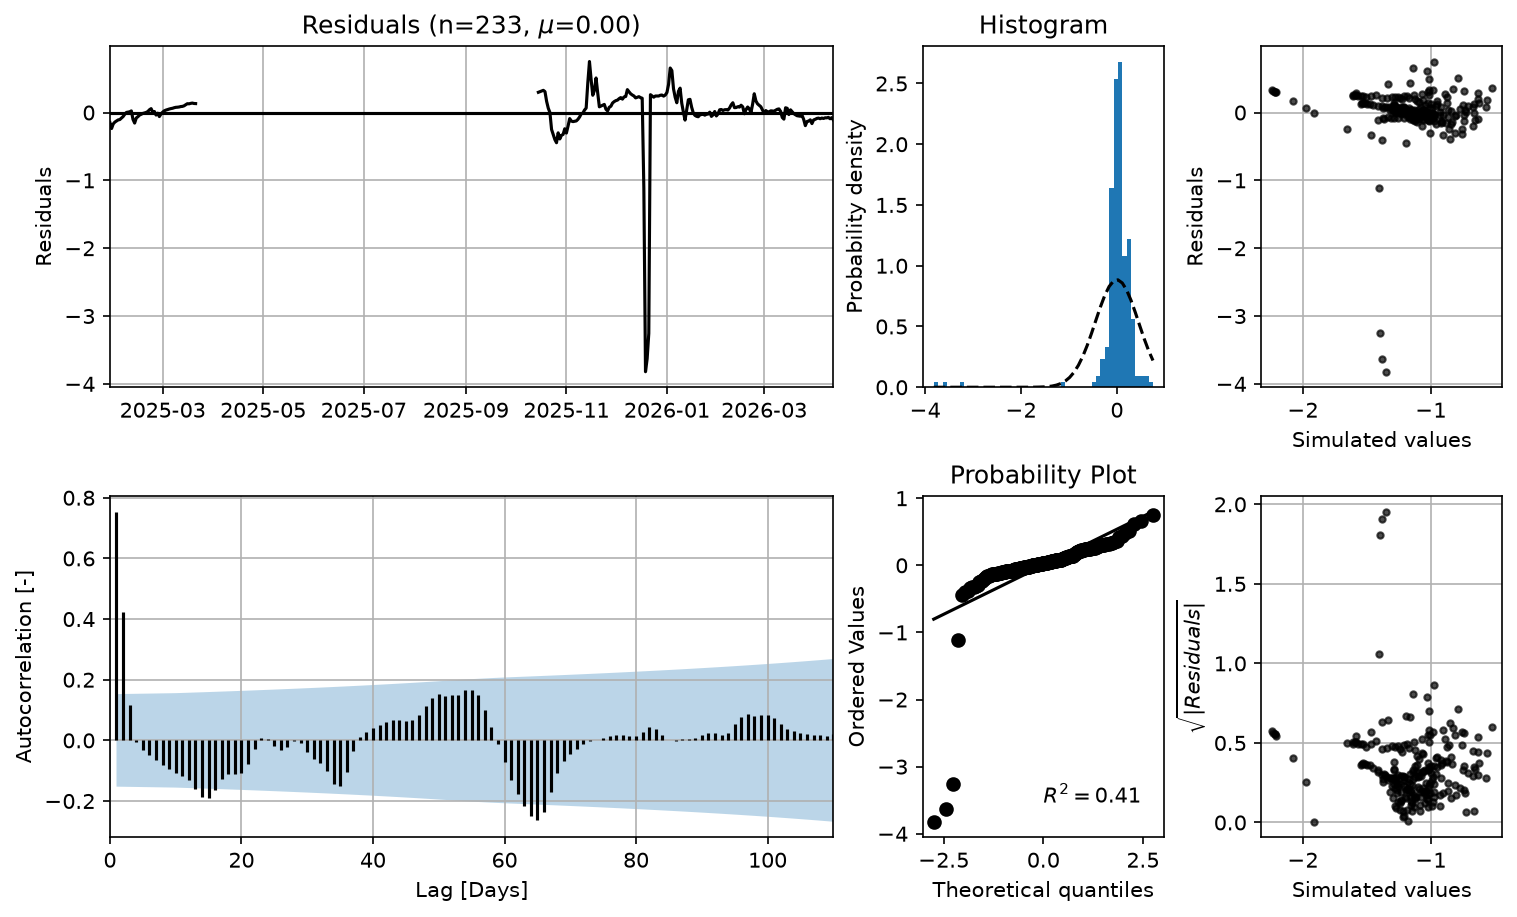 Residuals (n=233, μ=0.00)
Residuals
0
−1
−2
−3
−4
2025-03 2025-05 2025-07 2025-09 2025-11 2026-01 2026-03
Histogram
Probability density
2.5
2.0
1.5
1.0
0.5
0.0
−4 −2 0
Residuals
0
−1
−2
−3
−4
−2 −1
Simulated values
Autocorrelation [-]
0.8
0.6
0.4
0.2
0.0
−0.2
0 20 40 60 80 100
Lag [Days]
Probability Plot
Ordered Values
1
0
−1
−2
−3
−4
R² = 0.41
−2.5 0.0 2.5
Theoretical quantiles
√|Residuals|
2.0
1.5
1.0
0.5
0.0
−2 −1
Simulated values